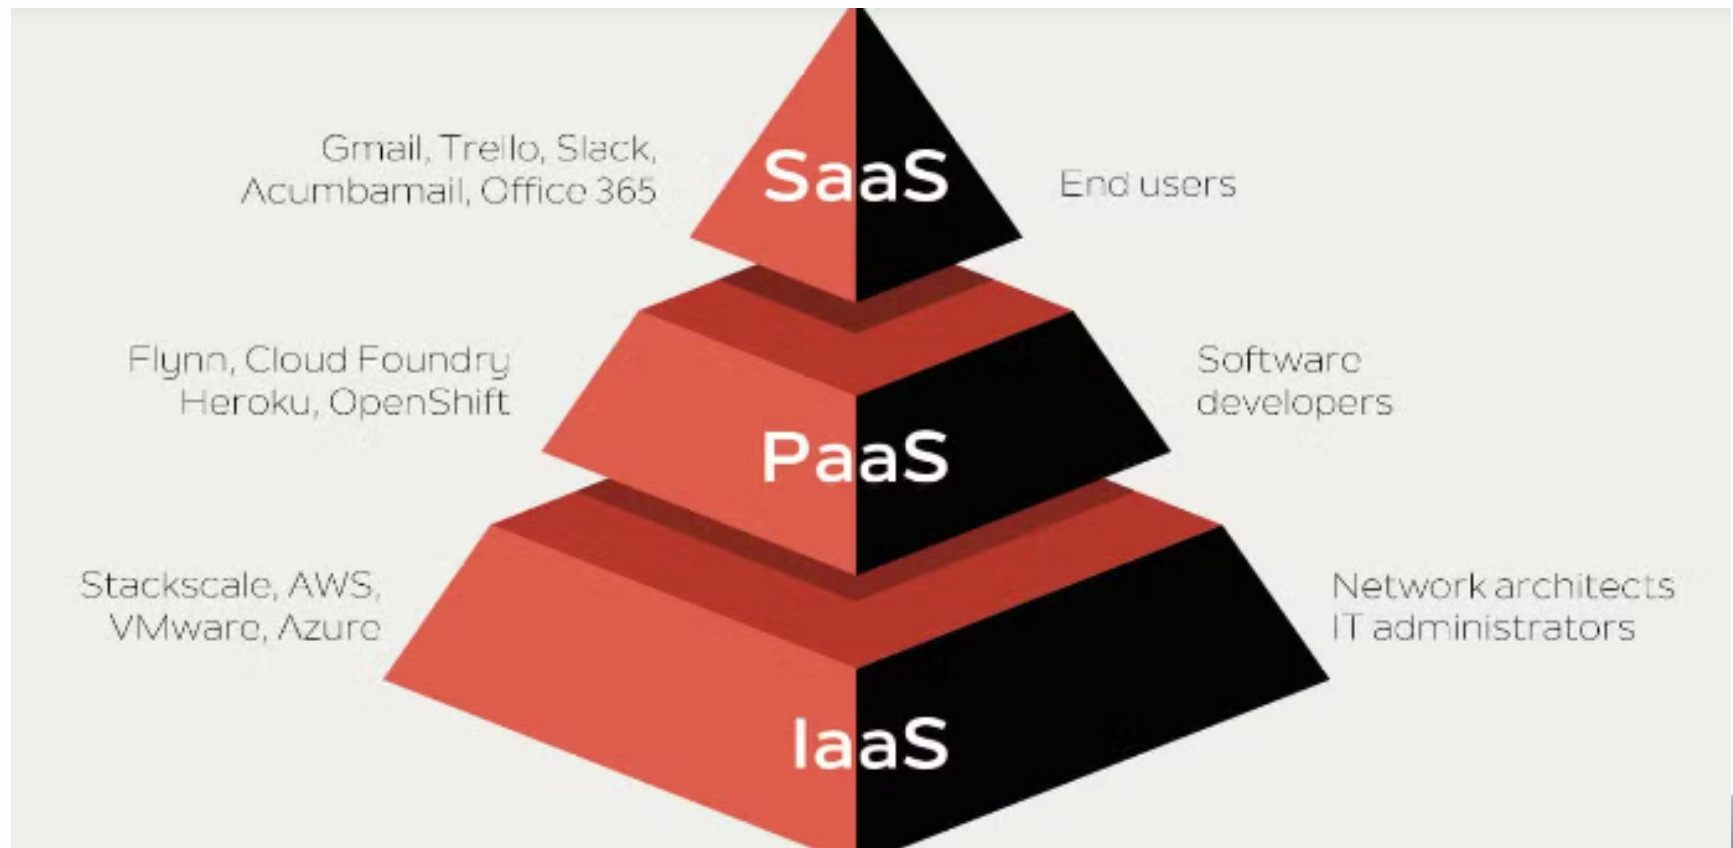 Gmail, Trello, Slack,
Acumbamail, Office 365
SaaS
End users
Flynn, Cloud Foundry
Heroku, OpenShift
PaaS
Software
developers
Stackscale, AWS,
VMware, Azure
IaaS
Network architects
IT administrators